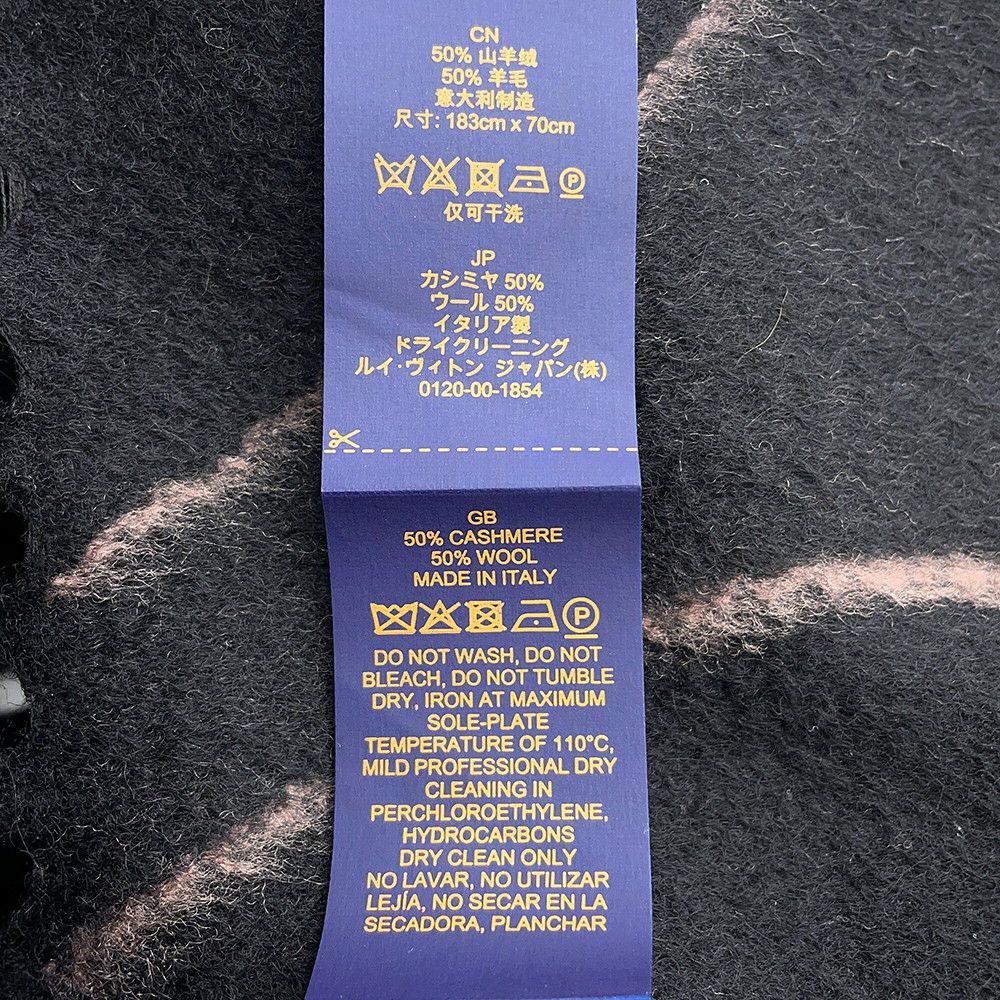 CN
50% 山羊绒
50% 羊毛
意大利制造
尺寸: 183cm x 70cm
P
仅可干洗
JP
カシミヤ 50%
ウール 50%
イタリア製
ドライクリーニング
ルイ・ヴィトン ジャパン(株)
0120-00-1854
GB
50% CASHMERE
50% WOOL
MADE IN ITALY
P
DO NOT WASH, DO NOT
BLEACH, DO NOT TUMBLE
DRY, IRON AT MAXIMUM
SOLE-PLATE
TEMPERATURE OF 110°C,
MILD PROFESSIONAL DRY
CLEANING IN
PERCHLOROETHYLENE,
HYDROCARBONS
DRY CLEAN ONLY
NO LAVAR, NO UTILIZAR
LEJÍA, NO SECAR EN LA
SECADORA, PLANCHAR